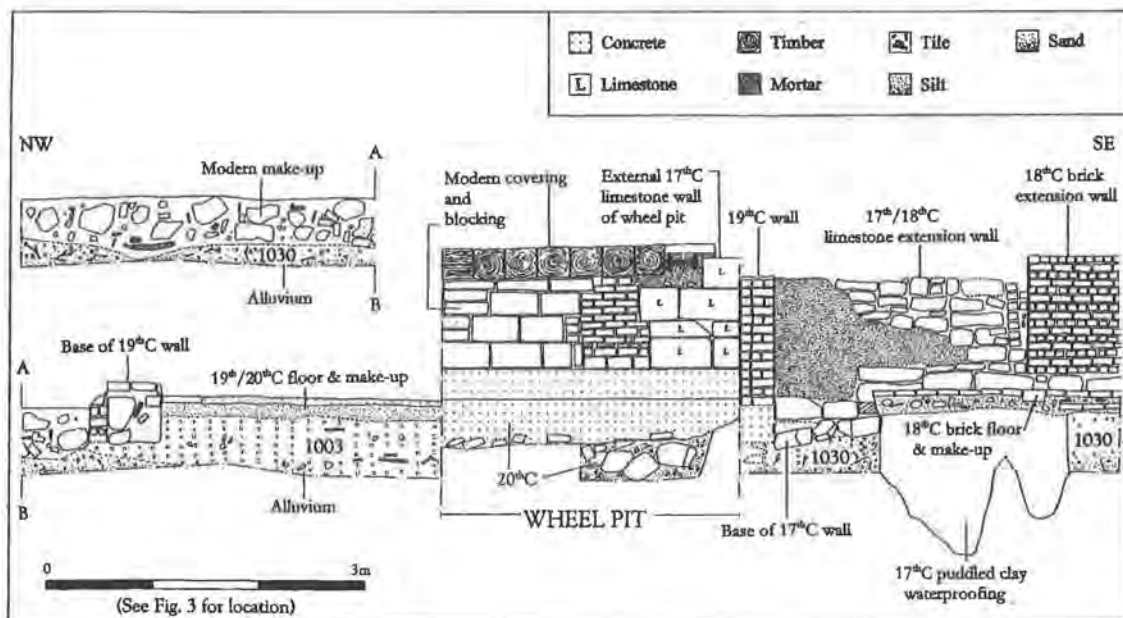 Concrete
Timber
Tile
Sand
L Limestone
Mortar
Silt
NW
A
Modern make-up
1030
Alluvium
B
SE
Modern covering
and
blocking
External 17thC
limestone wall
of wheel pit
19thC wall
17th/18thC
limestone extension wall
18thC brick
extension wall
L
L
L
L
L
L
Base of 19thC wall
A
19th/20thC floor & make-up
1003
Alluvium
B
20thC
WHEEL PIT
1030
Base of 17thC wall
18thC brick floor
& make-up
1030
17thC puddled clay
waterproofing
0
3m
(See Fig. 3 for location)